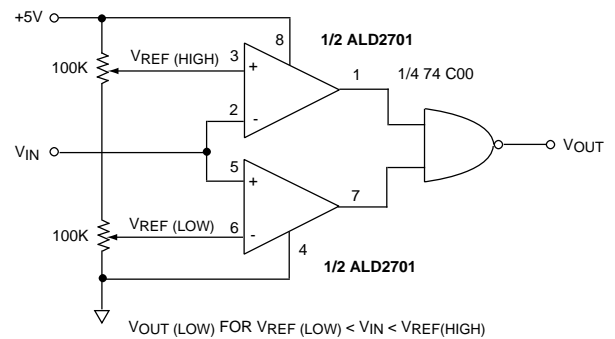 +5V
8
1/2 ALD2701
100K
VREF (HIGH)
3
+
1
1/4 74 C00
2
-
VIN
VOUT
5
+
7
100K
VREF (LOW)
6
-
4
1/2 ALD2701
VOUT (LOW) FOR VREF (LOW) < VIN < VREF(HIGH)